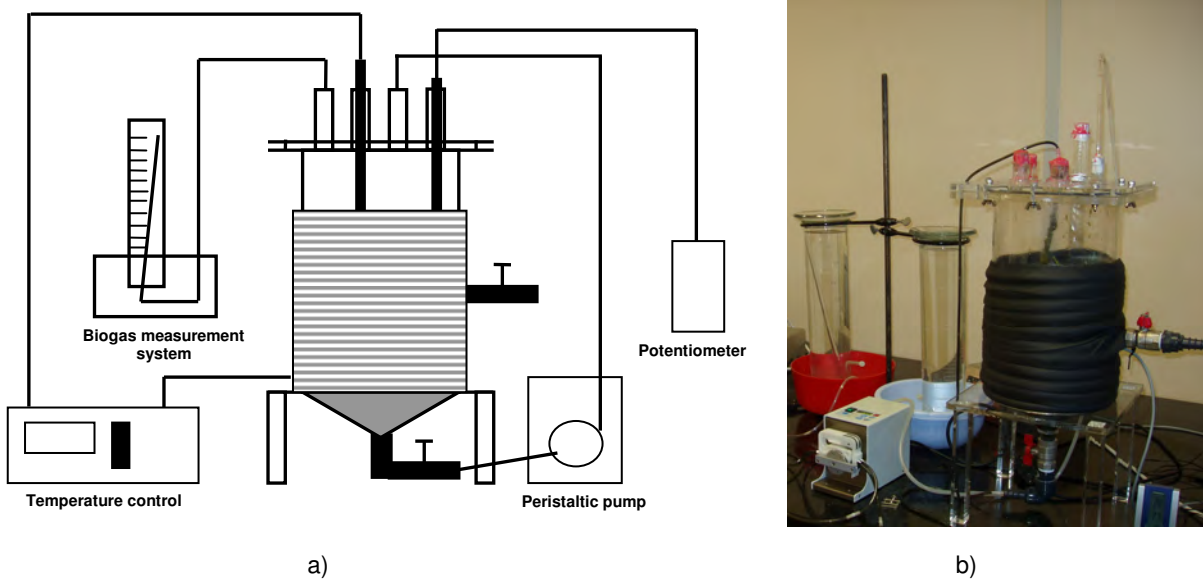 Biogas measurement
system
Potentiometer
Temperature control
Peristaltic pump
a)
b)